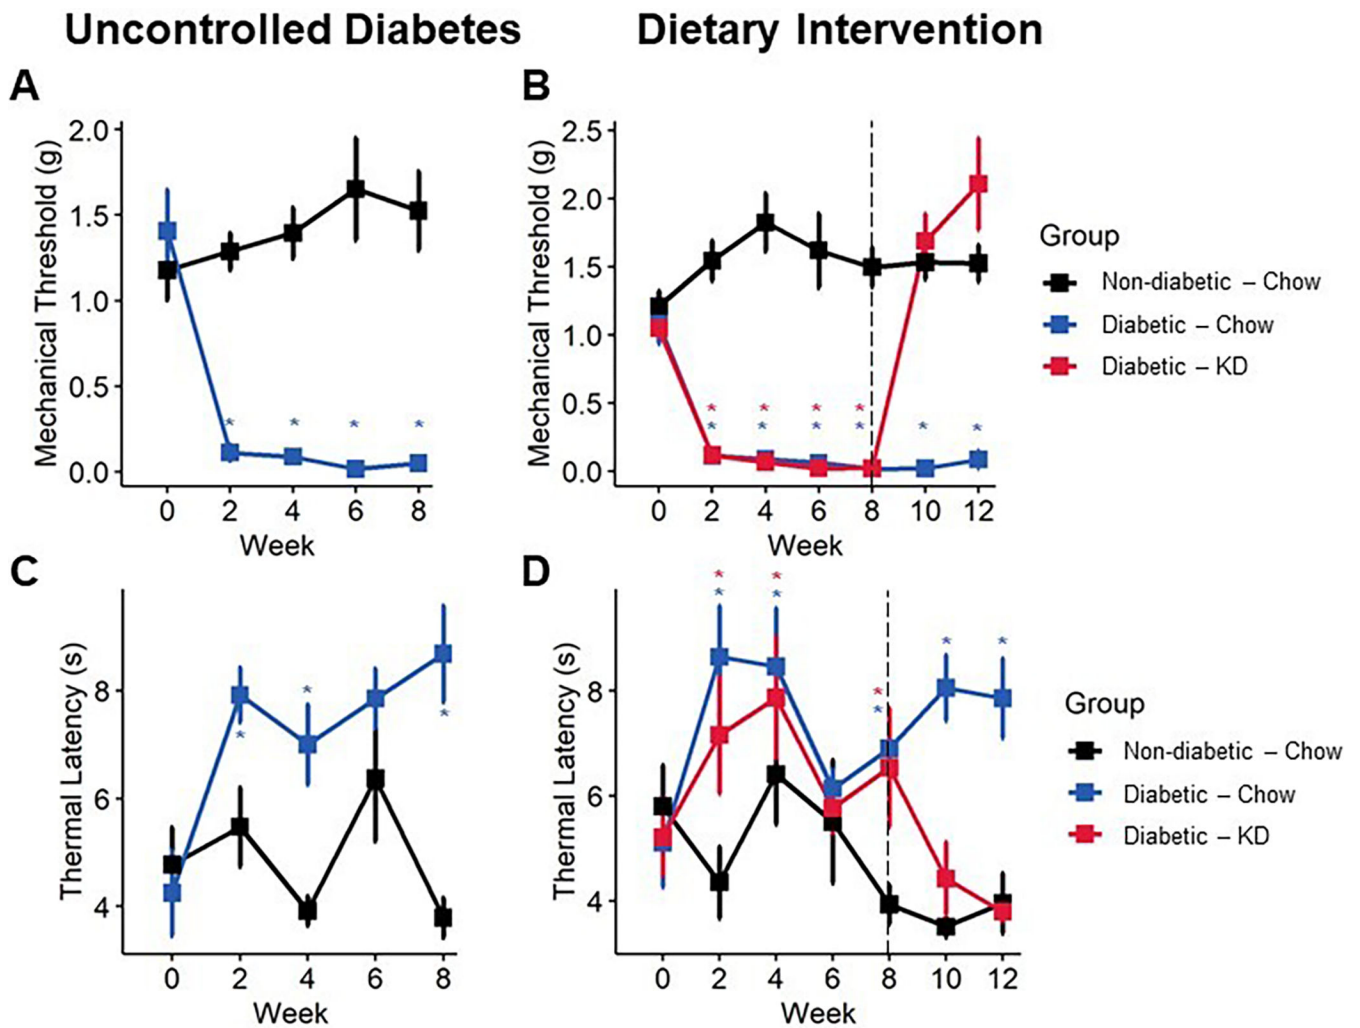 Uncontrolled Diabetes
Dietary Intervention
A
Mechanical Threshold (g)
2.0
1.5
1.0
0.5
0.0
* * * *
0 2 4 6 8
Week
B
Mechanical Threshold (g)
2.5
2.0
1.5
1.0
0.5
0.0
* * * *
* * * * * *
0 2 4 6 8 10 12
Week
Group
Non-diabetic – Chow
Diabetic – Chow
Diabetic – KD
C
Thermal Latency (s)
8
6
4
* * *
0 2 4 6 8
Week
D
Thermal Latency (s)
8
6
4
* * *
* * * * *
0 2 4 6 8 10 12
Week
Group
Non-diabetic – Chow
Diabetic – Chow
Diabetic – KD